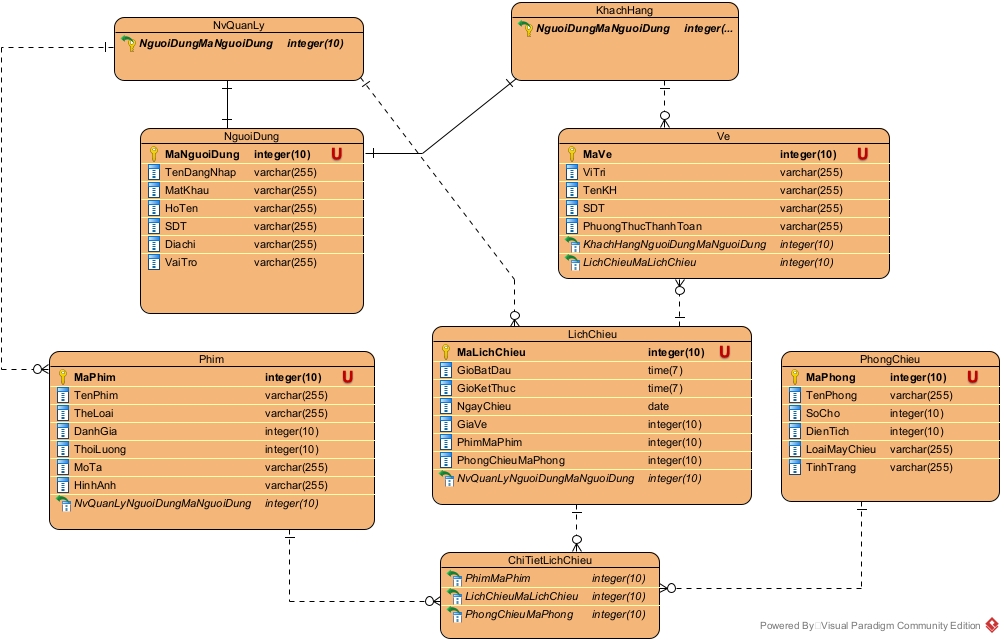 NvQuanLy
NguoiDungMaNguoiDung integer(10)
KhachHang
NguoiDungMaNguoiDung integer(...
NguoiDung
MaNguoiDung integer(10) U
TenDangNhap varchar(255)
MatKhau varchar(255)
HoTen varchar(255)
SDT varchar(255)
Diachi varchar(255)
VaiTro varchar(255)
Ve
MaVe integer(10) U
ViTri varchar(255)
TenKH varchar(255)
SDT varchar(255)
PhuongThucThanhToan varchar(255)
KhachHangNguoiDungMaNguoiDung integer(10)
LichChieuMaLichChieu integer(10)
Phim
MaPhim integer(10) U
TenPhim varchar(255)
TheLoai varchar(255)
DanhGia integer(10)
ThoiLuong integer(10)
MoTa varchar(255)
HinhAnh varchar(255)
NvQuanLyNguoiDungMaNguoiDung integer(10)
LichChieu
MaLichChieu integer(10) U
GioBatDau time(7)
GioKetThuc time(7)
NgayChieu date
GiaVe integer(10)
PhimMaPhim integer(10)
PhongChieuMaPhong integer(10)
NvQuanLyNguoiDungMaNguoiDung integer(10)
PhongChieu
MaPhong integer(10) U
TenPhong varchar(255)
SoCho integer(10)
DienTich integer(10)
LoaiMayChieu varchar(255)
TinhTrang varchar(255)
ChiTietLichChieu
PhimMaPhim integer(10)
LichChieuMaLichChieu integer(10)
PhongChieuMaPhong integer(10)
Powered By Visual Paradigm Community Edition